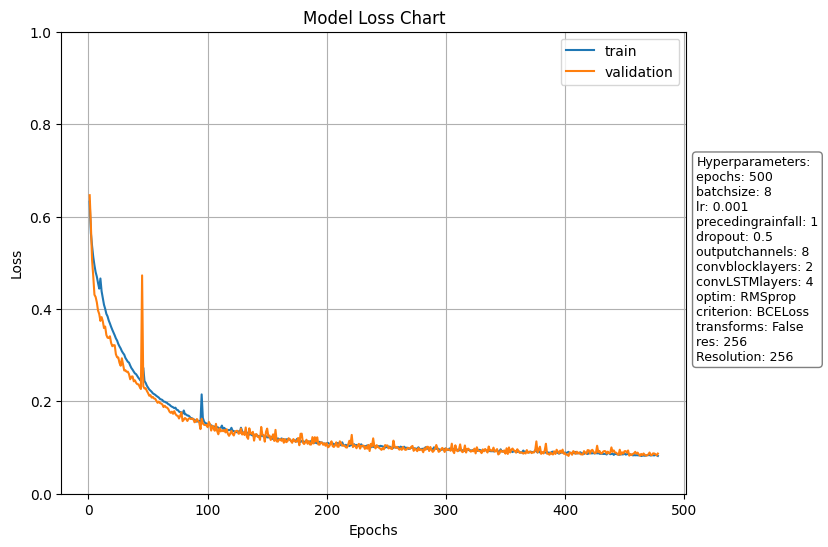 Model Loss Chart
1.0
0.8
0.6
0.4
0.2
0.0
Loss
0
100
200
300
400
500
Epochs
train
validation
Hyperparameters:
epochs: 500
batchsize: 8
lr: 0.001
precedingrainfall: 1
dropout: 0.5
outputchannels: 8
convblocklayers: 2
convLSTMlayers: 4
optim: RMSprop
criterion: BCELoss
transforms: False
res: 256
Resolution: 256